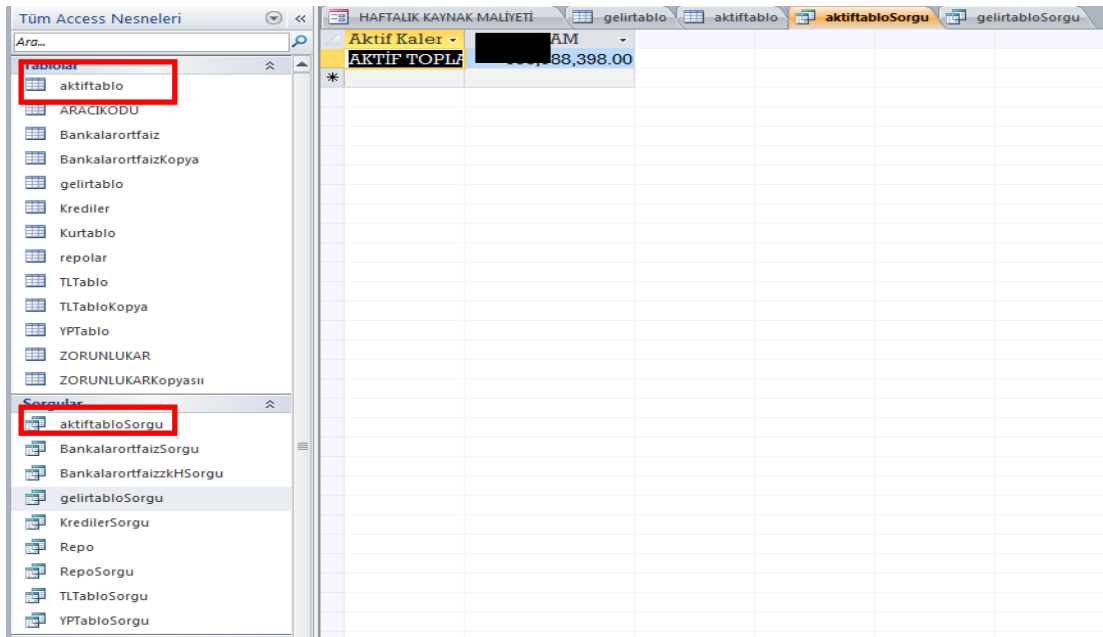 Tüm Access Nesneleri
Ara...
Tablolar
aktiftablo
ARACIKODU
Bankalarortfaiz
BankalarortfaizKopya
gelirtablo
Krediler
Kurtablo
repolar
TLTablo
TLTabloKopya
YPTablo
ZORUNLUKAR
ZORUNLUKARKopyasıı
Sorgular
aktiftabloSorgu
BankalarortfaizSorgu
BankalarortfaizzkHSorgu
gelirtabloSorgu
KredilerSorgu
Repo
RepoSorgu
TLTabloSorgu
YPTabloSorgu
HAFTALIK KAYNAK MALİYETİ gelirtablo aktiftablo aktiftabloSorgu gelirtabloSorgu
Aktif Kaler AM
AKTİF TOPLA 88,398.00